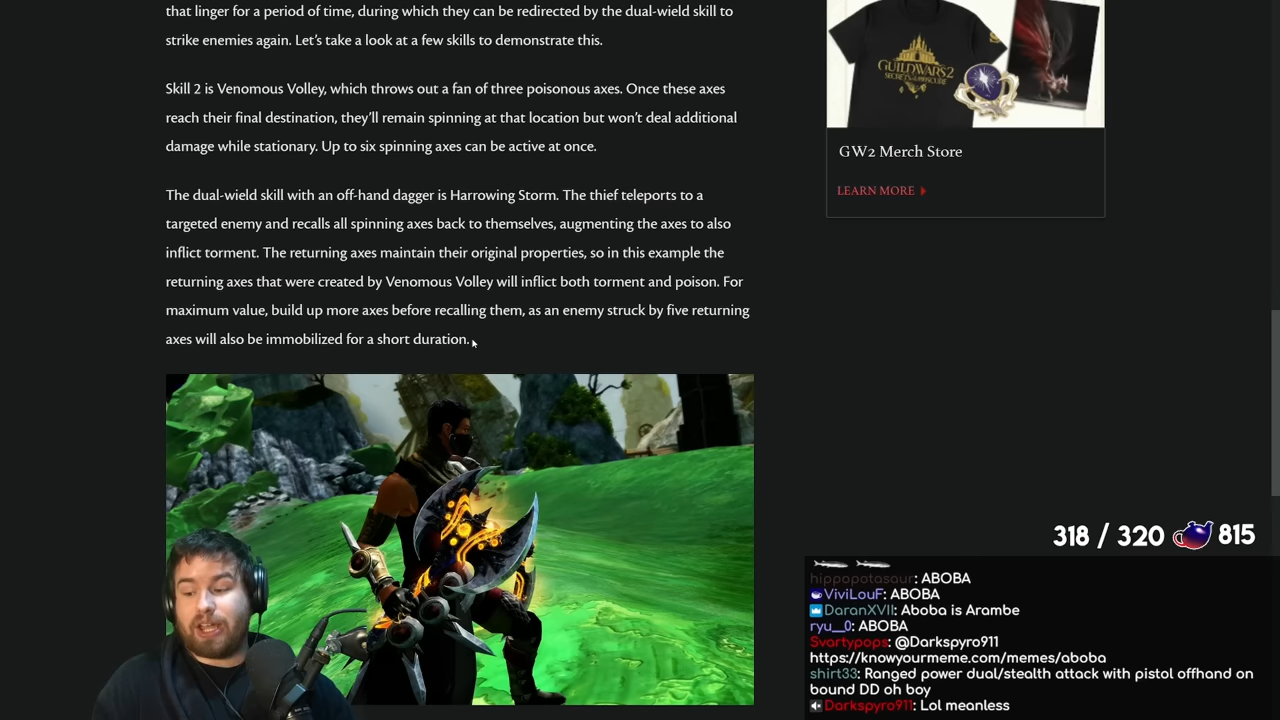 that linger for a period of time, during which they can be redirected by the dual-wield skill to
strike enemies again. Let's take a look at a few skills to demonstrate this.
Skill 2 is Venomous Volley, which throws out a fan of three poisonous axes. Once these axes
reach their final destination, they'll remain spinning at that location but won't deal additional
damage while stationary. Up to six spinning axes can be active at once.
The dual-wield skill with an off-hand dagger is Harrowing Storm. The thief teleports to a
targeted enemy and recalls all spinning axes back to themselves, augmenting the axes to also
inflict torment. The returning axes maintain their original properties, so in this example the
returning axes that were created by Venomous Volley will inflict both torment and poison. For
maximum value, build up more axes before recalling them, as an enemy struck by five returning
axes will also be immobilized for a short duration.
GUILD WARS 2
SECRETS OF THE OBSCURE
GW2 Merch Store
LEARN MORE
318 / 320 815
hippopotasaur: ABOBA
ViviLouF: ABOBA
DaranXVII: Aboba is Arambe
ryu__0: ABOBA
Svartypops: @Darkspyro911
https://knowyourmeme.com/memes/aboba
shirt33: Ranged power dual/stealth attack with pistol offhand on
bound DD oh boy
Darkspyro911: Lol meanless